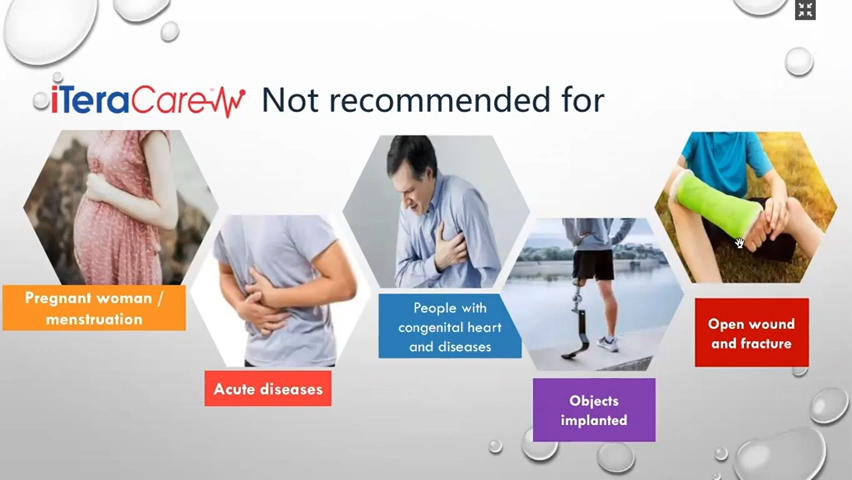 iTeraCare Not recommended for
Pregnant woman /
menstruation
Acute diseases
People with
congenital heart
and diseases
Objects
implanted
Open wound
and fracture